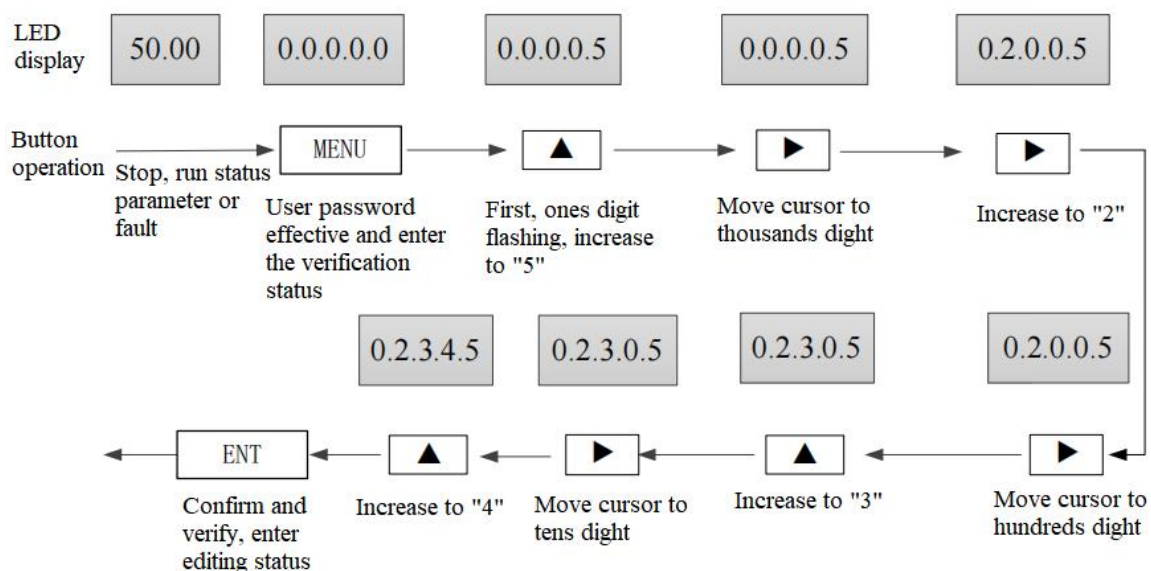 LED
display
50.00
0.0.0.0.0
0.0.0.0.5
0.0.0.0.5
0.2.0.0.5
Button
operation
MENU
▲
▶
▶
Stop, run status
parameter or
fault
User password
effective and enter
the verification
status
First, ones digit
flashing, increase
to "5"
Move cursor to
thousands dight
Increase to "2"
0.2.3.4.5
0.2.3.0.5
0.2.3.0.5
0.2.0.0.5
ENT
▲
▶
▲
▶
Confirm and
verify, enter
editing status
Increase to "4"
Move cursor to
tens dight
Increase to "3"
Move cursor to
hundreds dight